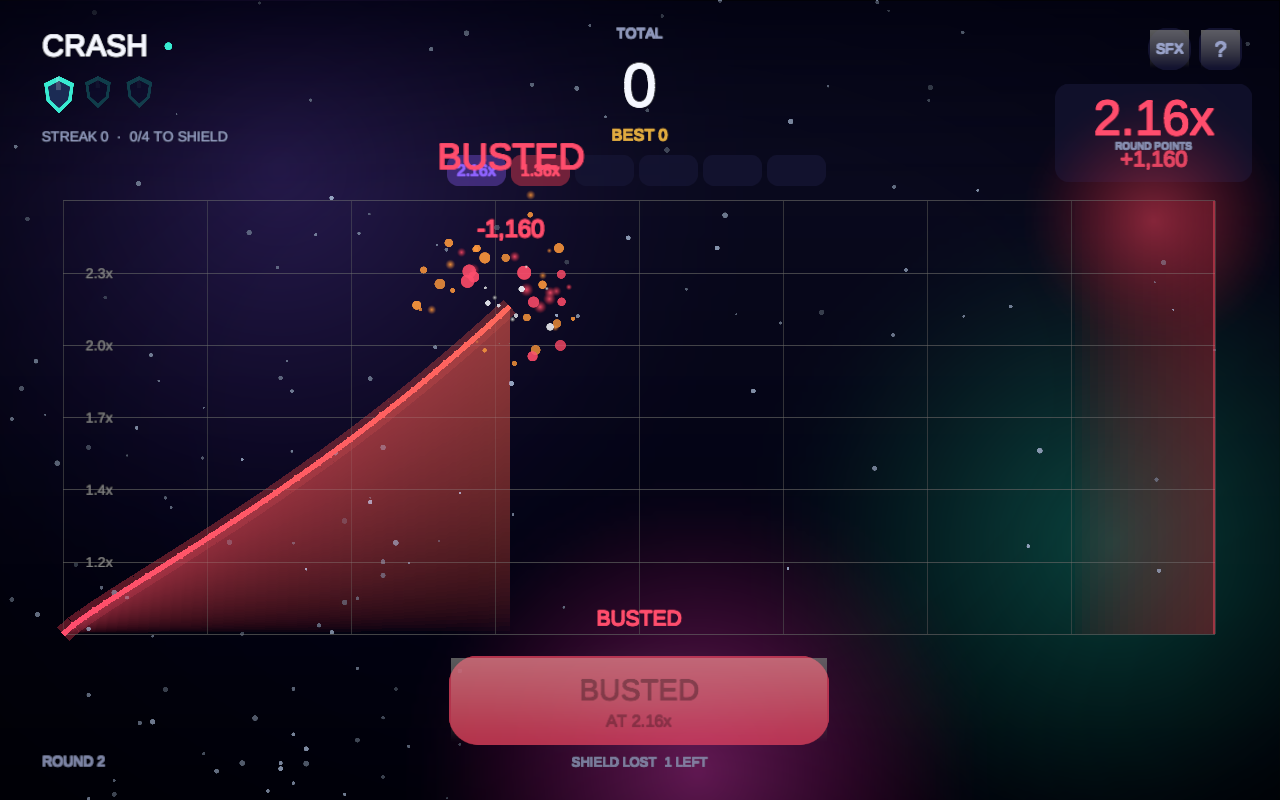 CRASH
STREAK 0 · 0/4 TO SHIELD
TOTAL
0
BEST 0
SFX
?
2.16x
ROUND POINTS
+1,160
BUSTED
2.16x
1.36x
-1,160
2.3x
2.0x
1.7x
1.4x
1.2x
BUSTED
BUSTED
AT 2.16x
ROUND 2
SHIELD LOST 1 LEFT